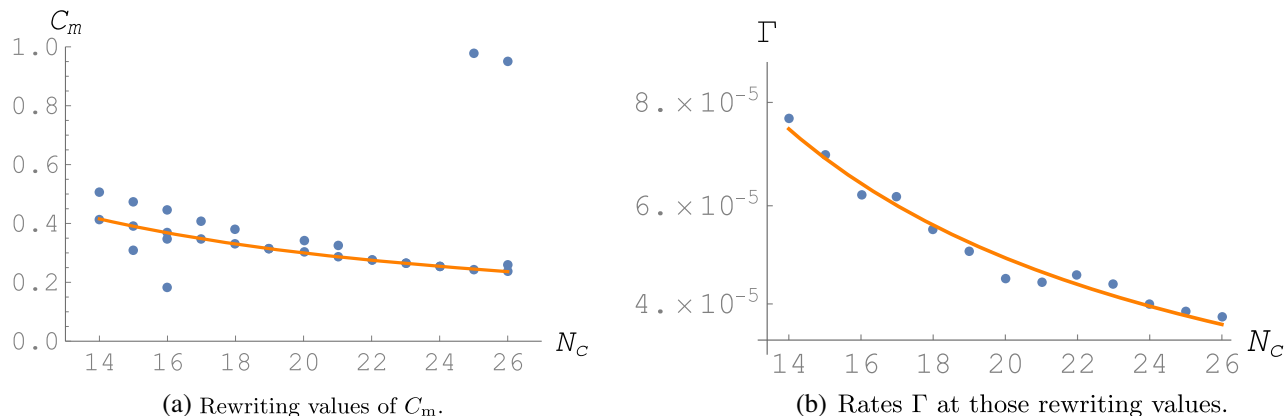 C_m
1.0
0.8
0.6
0.4
0.2
0.0
14 16 18 20 22 24 26
N_C
(a) Rewriting values of C_m.
Γ
8.×10^-5
6.×10^-5
4.×10^-5
14 16 18 20 22 24 26
N_C
(b) Rates Γ at those rewriting values.